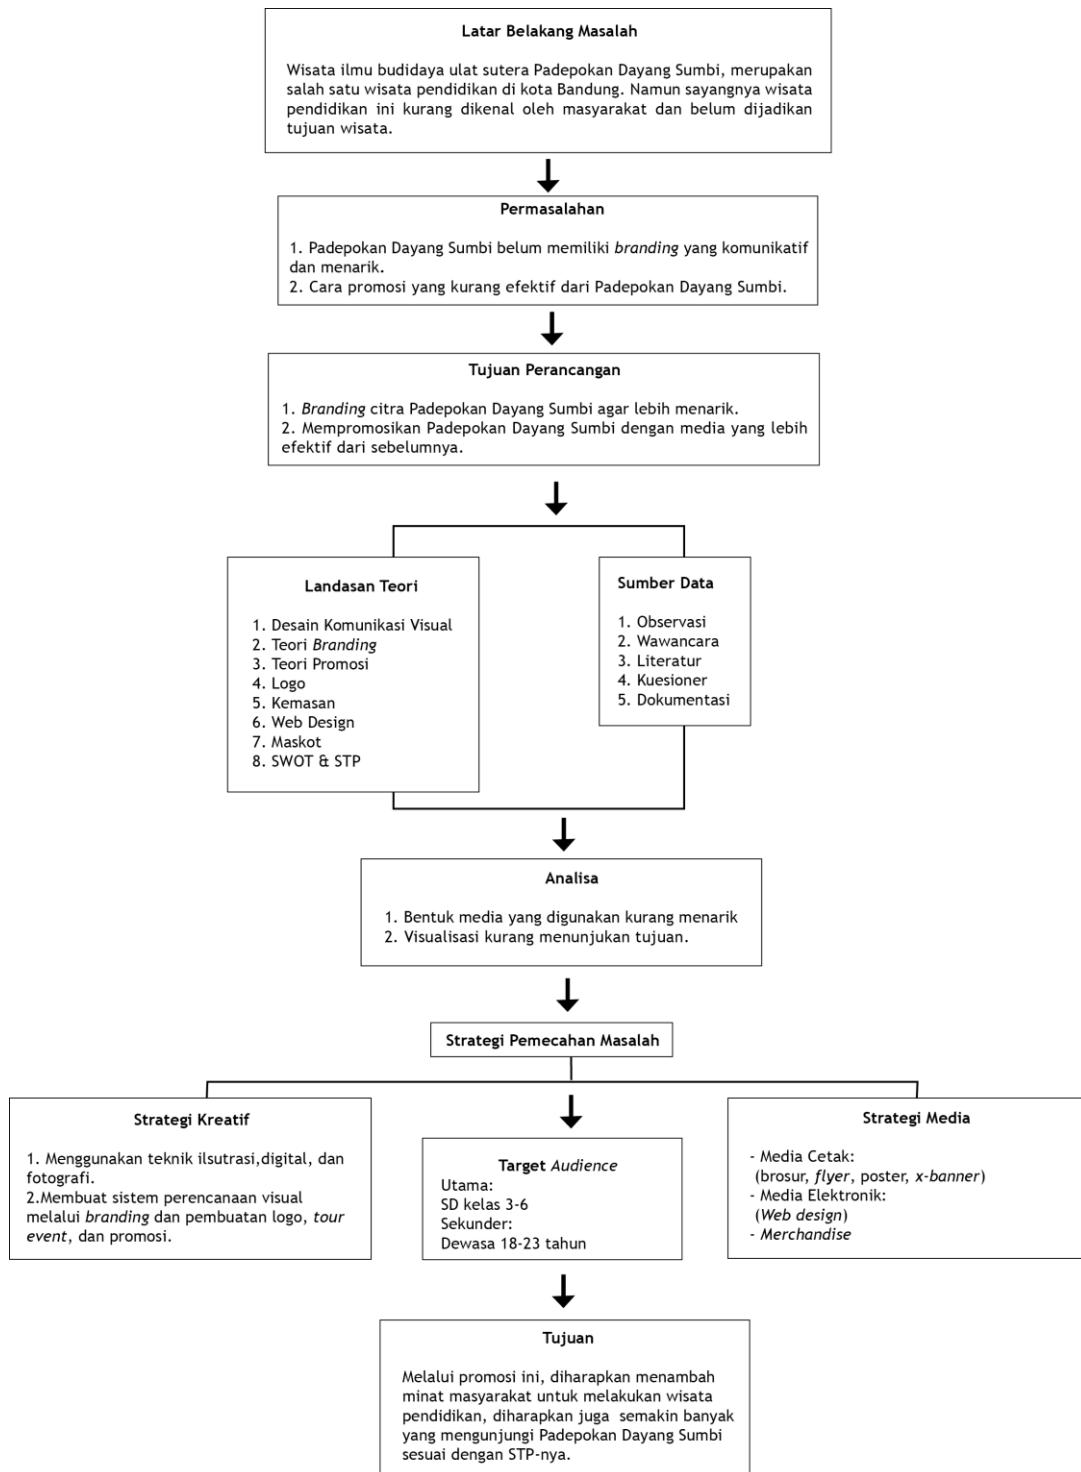 Latar Belakang Masalah
Wisata ilmu budidaya ulat sutera Padepokan Dayang Sumbi, merupakan
salah satu wisata pendidikan di kota Bandung. Namun sayangnya wisata
pendidikan ini kurang dikenal oleh masyarakat dan belum dijadikan
tujuan wisata.
Permasalahan
1. Padepokan Dayang Sumbi belum memiliki branding yang komunikatif
dan menarik.
2. Cara promosi yang kurang efektif dari Padepokan Dayang Sumbi.
Tujuan Perancangan
1. Branding citra Padepokan Dayang Sumbi agar lebih menarik.
2. Mempromosikan Padepokan Dayang Sumbi dengan media yang lebih
efektif dari sebelumnya.
Landasan Teori
1. Desain Komunikasi Visual
2. Teori Branding
3. Teori Promosi
4. Logo
5. Kemasan
6. Web Design
7. Maskot
8. SWOT & STP
Sumber Data
1. Observasi
2. Wawancara
3. Literatur
4. Kuesioner
5. Dokumentasi
Analisa
1. Bentuk media yang digunakan kurang menarik
2. Visualisasi kurang menunjukan tujuan.
Strategi Pemecahan Masalah
Strategi Kreatif
1. Menggunakan teknik ilsutrasi,digital, dan
fotografi.
2.Membuat sistem perencanaan visual
melalui branding dan pembuatan logo, tour
event, dan promosi.
Target Audience
Utama:
SD kelas 3-6
Sekunder:
Dewasa 18-23 tahun
Strategi Media
- Media Cetak:
(brosur, flyer, poster, x-banner)
- Media Elektronik:
(Web design)
- Merchandise
Tujuan
Melalui promosi ini, diharapkan menambah
minat masyarakat untuk melakukan wisata
pendidikan, diharapkan juga semakin banyak
yang mengunjungi Padepokan Dayang Sumbi
sesuai dengan STP-nya.